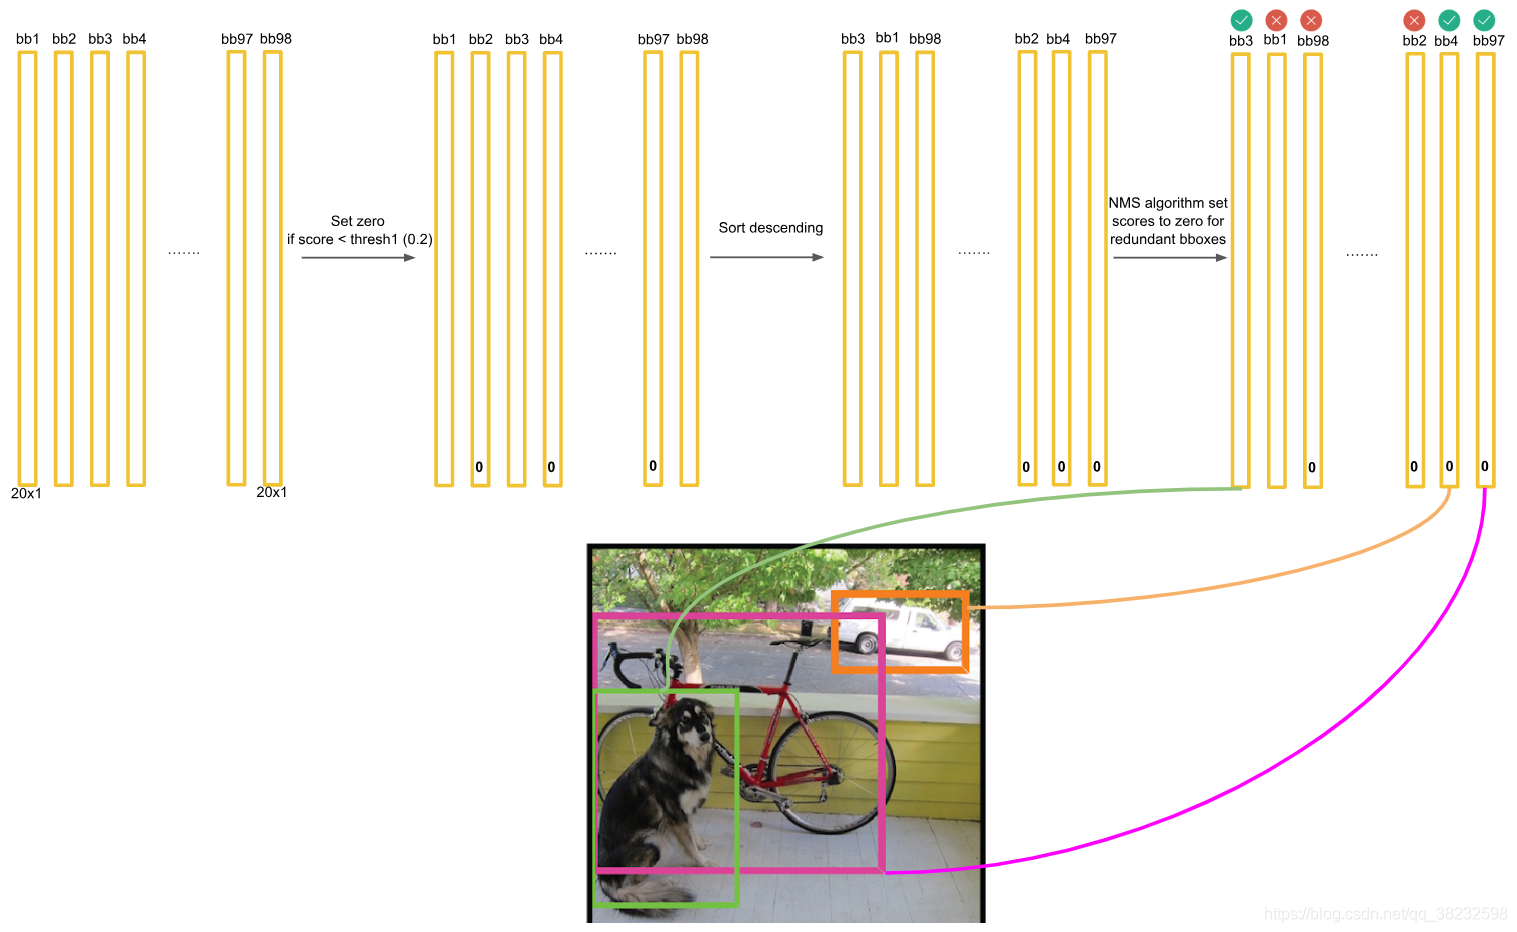 bb1 bb2 bb3 bb4 bb97 bb98
bb1 bb2 bb3 bb4 bb97 bb98
bb3 bb1 bb98 bb2 bb4 bb97
bb3 bb1 bb98 bb2 bb4 bb97
.......
Set zero
if score < thresh1 (0.2)
.......
Sort descending
.......
NMS algorithm set
scores to zero for
redundant bboxes
.......
0 0 0
0 0 0
0 0 0 0
20x1 20x1
https://blog.csdn.net/qq_38232598